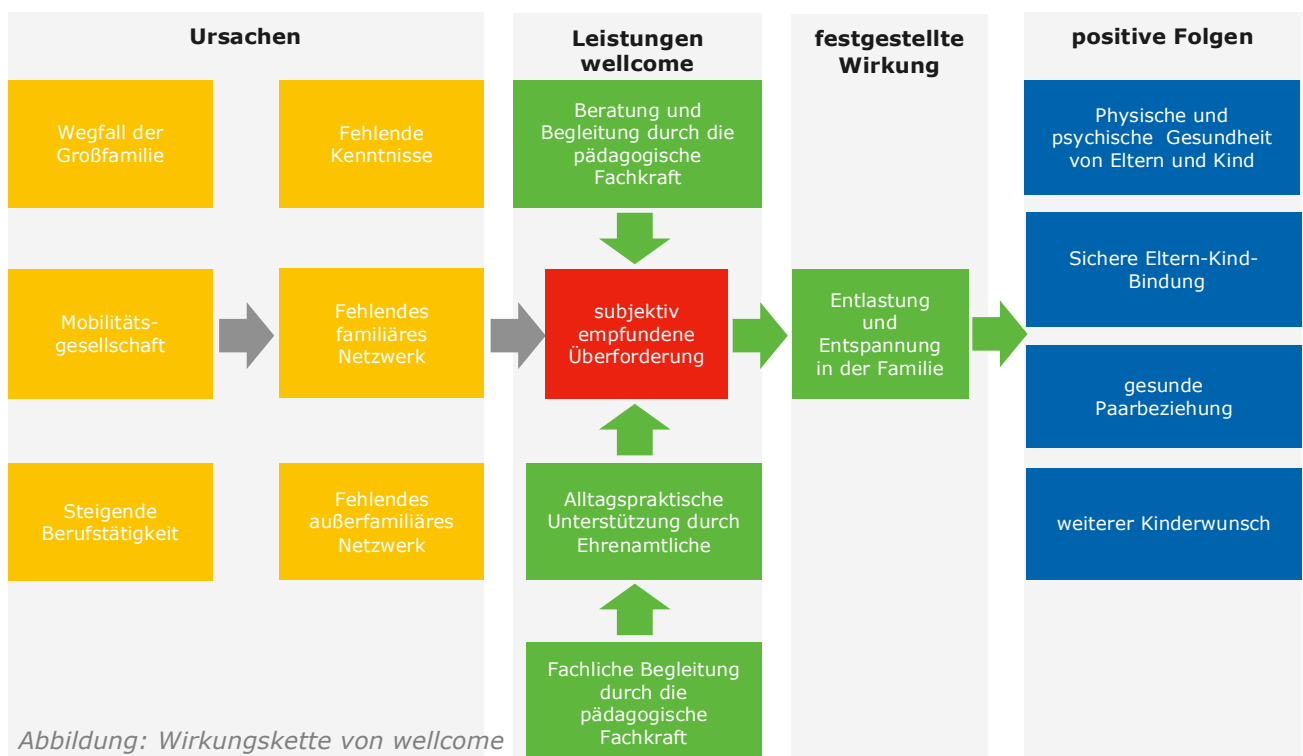 Ursachen
Wegfall der
Großfamilie
Fehlende
Kenntnisse
Mobilitäts-
gesellschaft
Fehlendes
familiäres
Netzwerk
Steigende
Berufstätigkeit
Fehlendes
außerfamiliäres
Netzwerk
Leistungen
wellcome
Beratung und
Begleitung durch die
pädagogische
Fachkraft
subjektiv
empfundene
Überforderung
Alltagspraktische
Unterstützung durch
Ehrenamtliche
Fachliche Begleitung
durch die
pädagogische
Fachkraft
festgestellte
Wirkung
Entlastung
und
Entspannung
in der Familie
positive Folgen
Physische und
psychische Gesundheit
von Eltern und Kind
Sichere Eltern-Kind-
Bindung
gesunde
Paarbeziehung
weiterer Kinderwunsch
Abbildung: Wirkungskette von wellcome